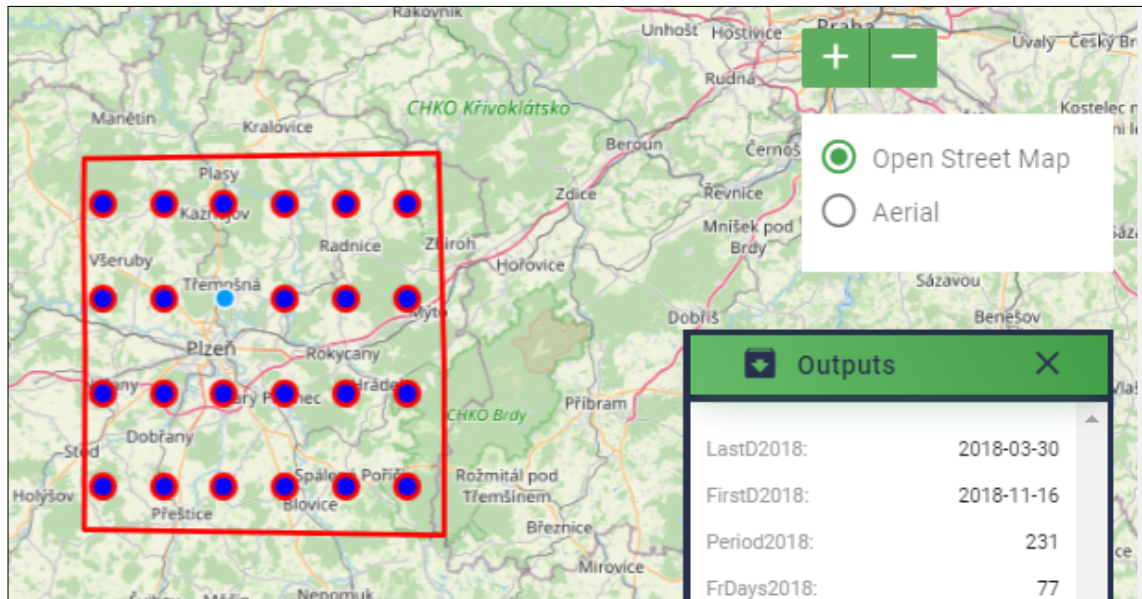 Rakovník
Praha
Unhošť Hostivice
Úvaly Český
Rudná
CHKO Křivoklátsko
Manětín
Kralovice
Kostelec n
Beroun
Černoš
Open Street Map
Plasy
Zdice
Řevnice
Aerial
Kaznějov
Mníšek pod
Brdy
Radnice
Zbiroh
Všeruby
Hořovice
Třemošná
Sázavou
Mýto
Dobříš
Benešov
Plzeň
Rokycany
Outputs
Hrádek
Příbram
CHKO Brdy
Dobřany
LastD2018: 2018-03-30
Stod
Spálené Poříčí
Rožmitál pod
Třemšínem
Holýšov
FirstD2018: 2018-11-16
Přeštice
Blovice
Březnice
Period2018: 231
Mirovice
FrDays2018: 77
Nepomuk